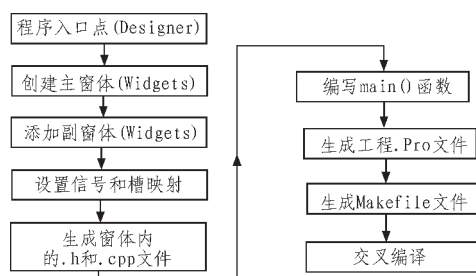 程序入口点(Designer)
创建主窗体(Widgets)
添加副窗体(Widgets)
设置信号和槽映射
生成窗体内
的.h和.cpp文件
编写main()函数
生成工程.Pro文件
生成Makefile文件
交叉编译